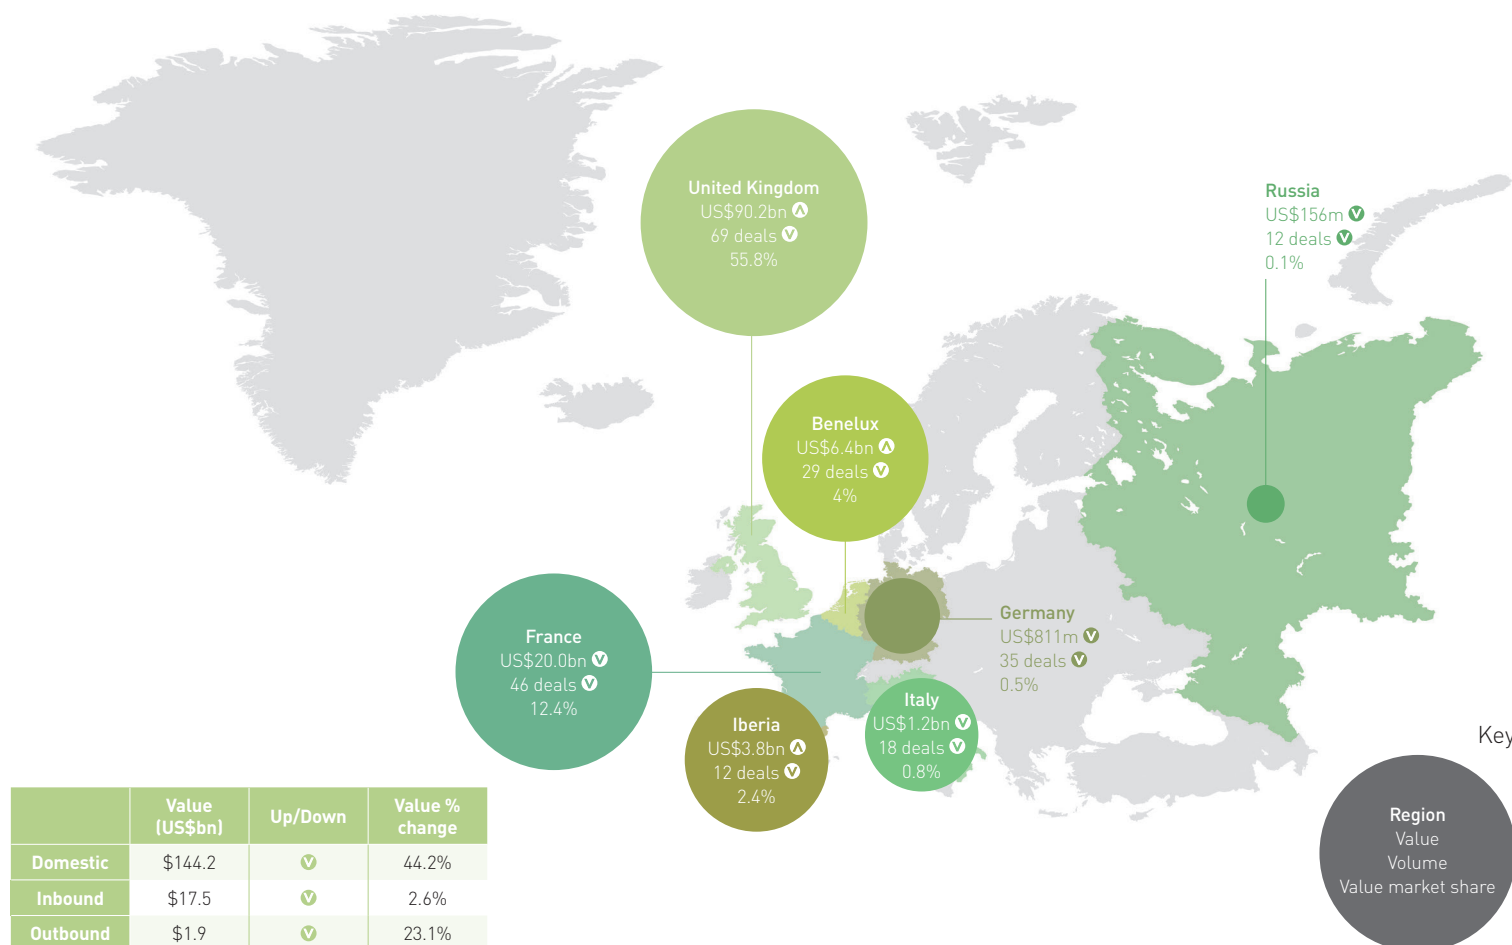 United Kingdom
US$90.2bn
69 deals
55.8%
Russia
US$156m
12 deals
0.1%
Benelux
US$6.4bn
29 deals
4%
France
US$20.0bn
46 deals
12.4%
Germany
US$811m
35 deals
0.5%
Iberia
US$3.8bn
12 deals
2.4%
Italy
US$1.2bn
18 deals
0.8%
Key
Region
Value
Volume
Value market share
Value (US$bn) Up/Down Value % change
Domestic $144.2 44.2%
Inbound $17.5 2.6%
Outbound $1.9 23.1%